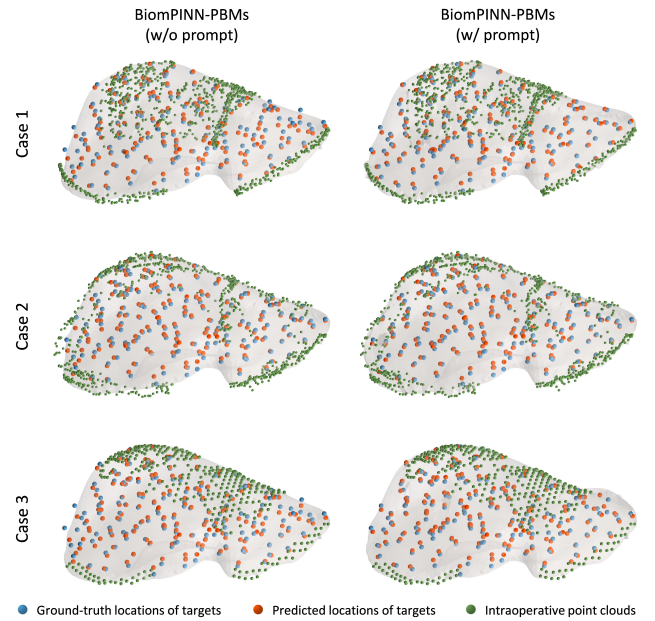 BiomPINN-PBMs
(w/o prompt)
BiomPINN-PBMs
(w/ prompt)
Case 1
Case 2
Case 3
Ground-truth locations of targets
Predicted locations of targets
Intraoperative point clouds